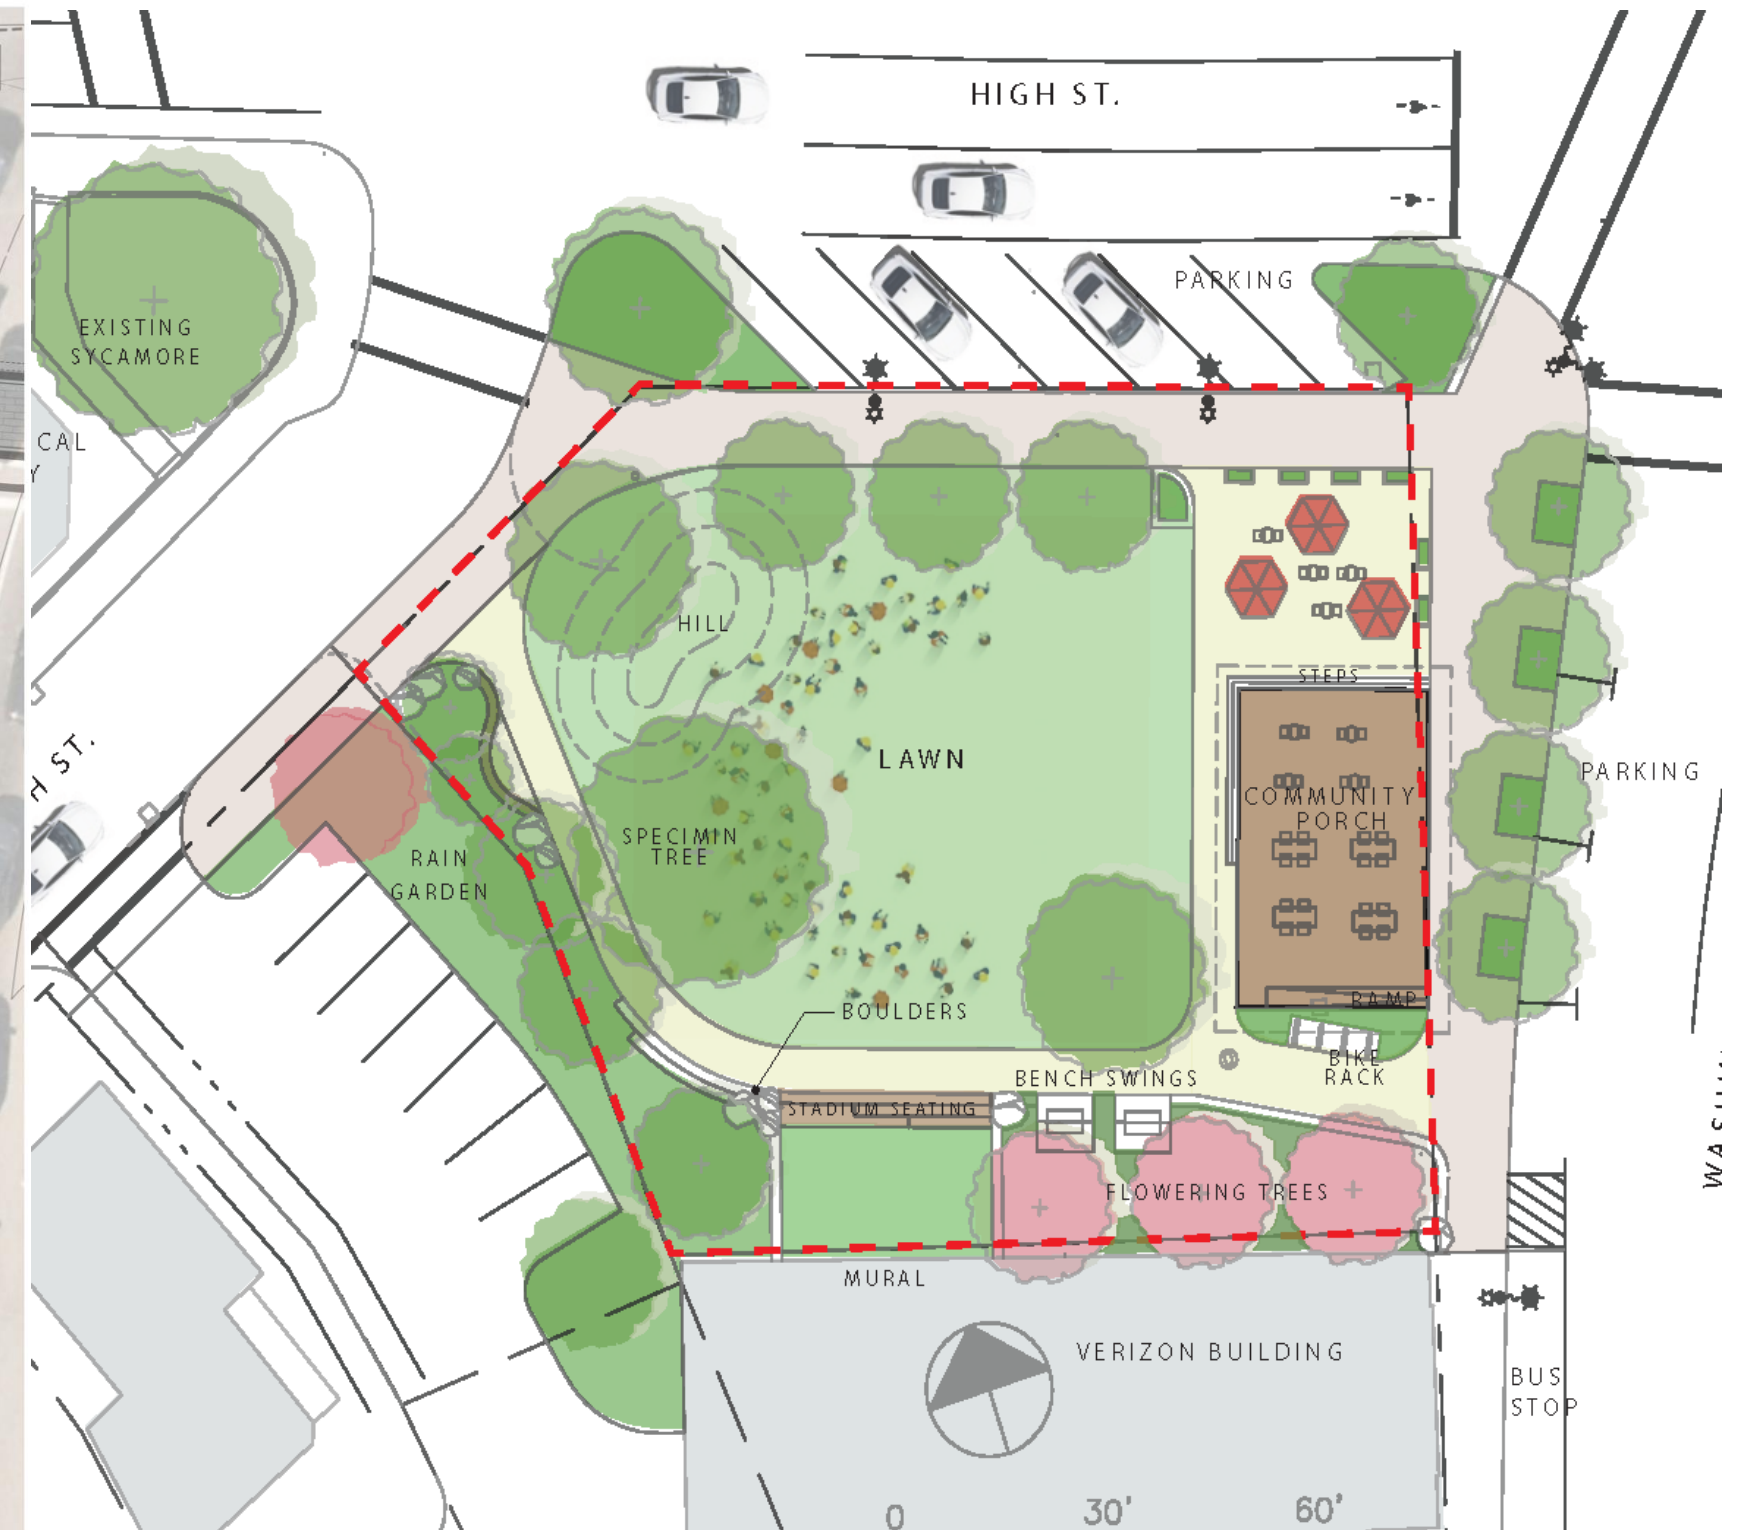 HIGH ST.
PARKING
EXISTING
SYCAMORE
CAL
Y
HILL
STEPS
LAWN
COMMUNITY
PORCH
PARKING
SPECIMIN
TREE
RAIN
GARDEN
H ST.
RAMP
BOULDERS
BIKE
RACK
BENCH SWINGS
STADIUM SEATING
FLOWERING TREES
MURAL
VERIZON BUILDING
BUS
STOP
0 30' 60'